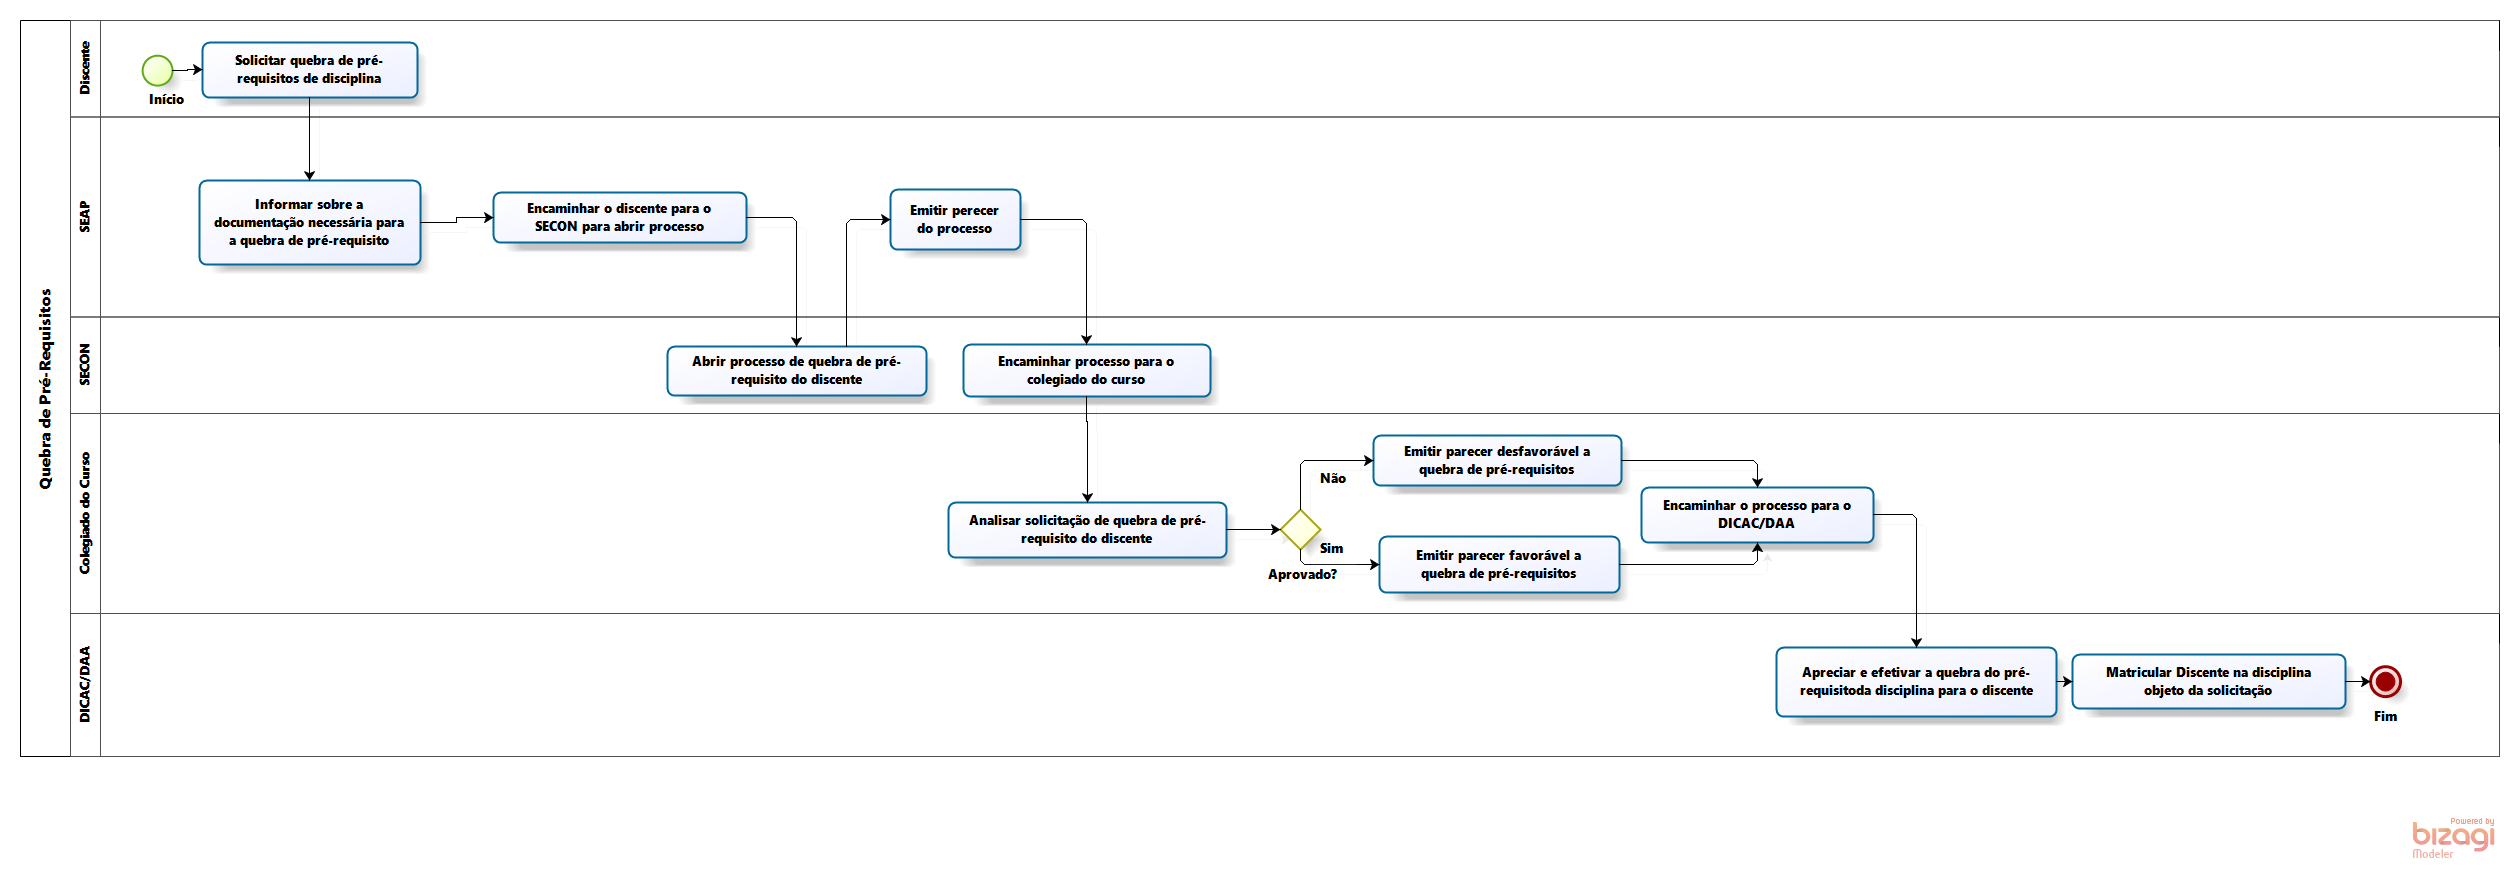 Quebra de Pré-Requisitos
Discente
Início
Solicitar quebra de pré-
requisitos de disciplina
SEAP
Informar sobre a
documentação necessária para
a quebra de pré-requisito
Encaminhar o discente para o
SECON para abrir processo
Emitir perecer
do processo
SECON
Abrir processo de quebra de pré-
requisito do discente
Encaminhar processo para o
colegiado do curso
Colegiado do Curso
Analisar solicitação de quebra de pré-
requisito do discente
Aprovado?
Não
Sim
Emitir parecer desfavorável a
quebra de pré-requisitos
Emitir parecer favorável a
quebra de pré-requisitos
Encaminhar o processo para o
DICAC/DAA
DICAC/DAA
Apreciar e efetivar a quebra do pré-
requisitoda disciplina para o discente
Matricular Discente na disciplina
objeto da solicitação
Fim
Powered by
bizagi
Modeler